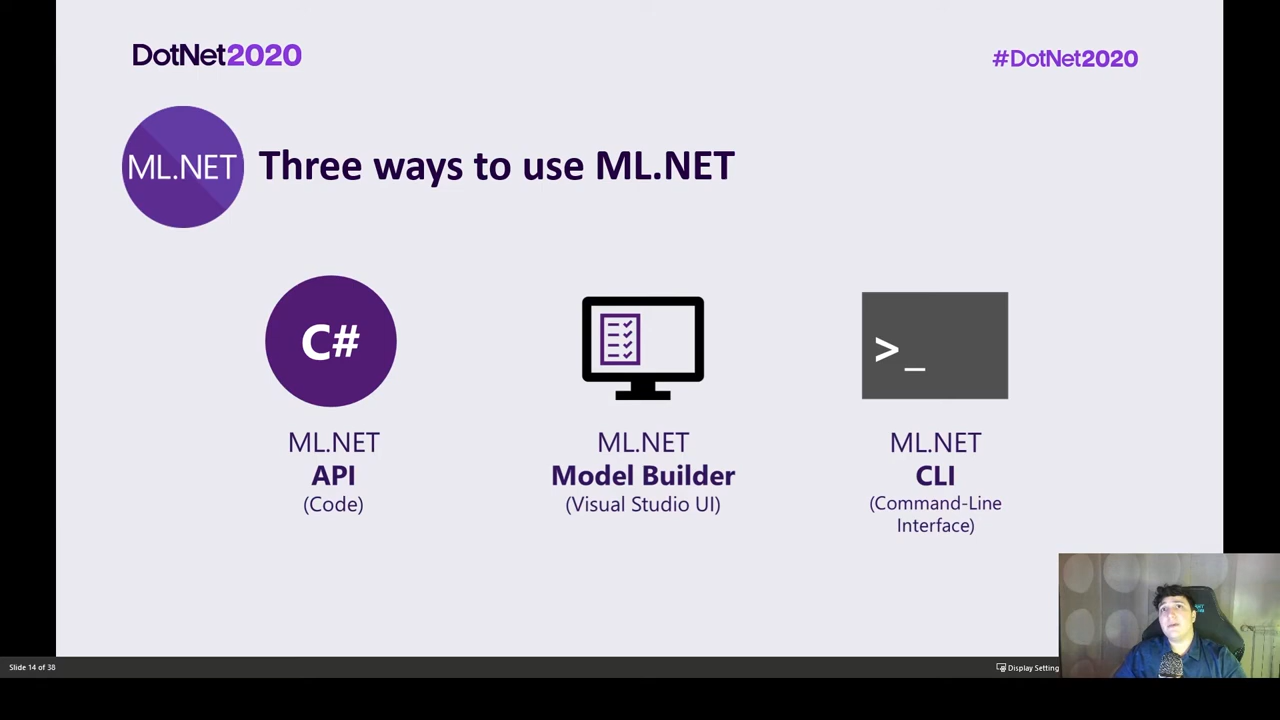 DotNet2020
#DotNet2020
ML.NET
Three ways to use ML.NET
C#
>_
ML.NET
API
(Code)
ML.NET
Model Builder
(Visual Studio UI)
ML.NET
CLI
(Command-Line
Interface)
Slide 14 of 38
Display Setting